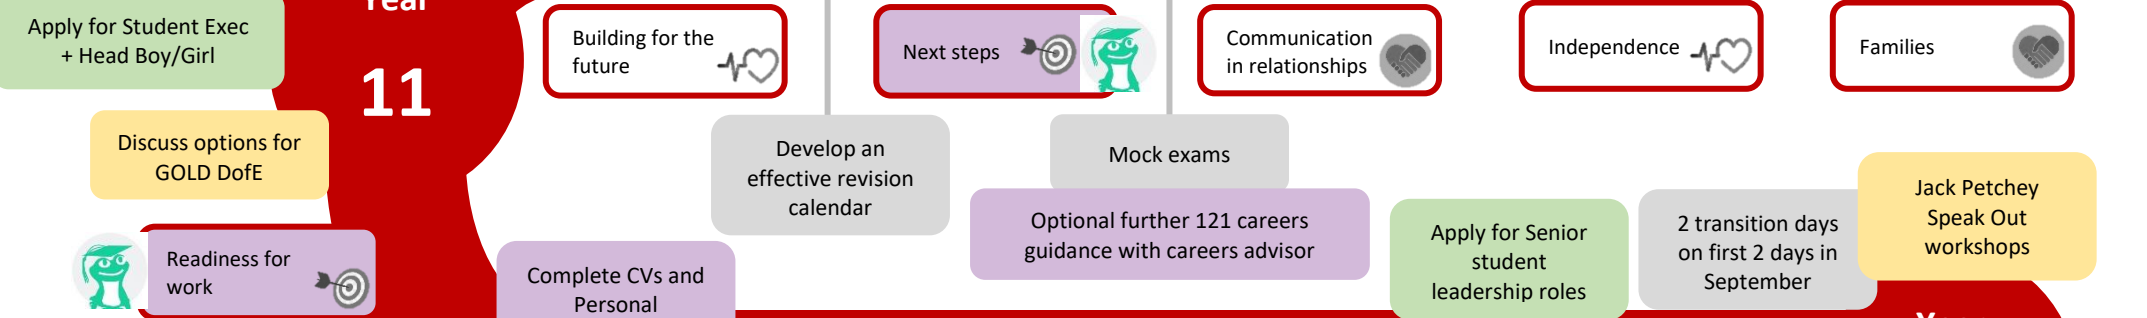 Year
11
Apply for Student Exec
+ Head Boy/Girl
Building for the
future
Next steps
Communication
in relationships
Independence
Families
Discuss options for
GOLD DofE
Develop an
effective revision
calendar
Mock exams
Optional further 121 careers
guidance with careers advisor
Apply for Senior
student
leadership roles
2 transition days
on first 2 days in
September
Jack Petchey
Speak Out
workshops
Readiness for
work
Complete CVs and
Personal